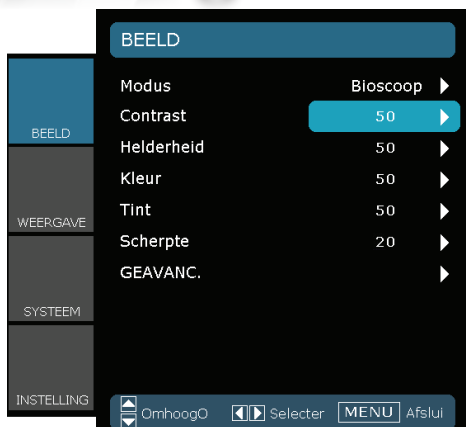 BEELD
Modus Bioscoop
Contrast 50
Helderheid 50
Kleur 50
Tint 50
Scherpte 20
GEAVANC.
BEELD
WEERGAVE
SYSTEEM
INSTELLING
OmhoogO Selecter MENU Afslui